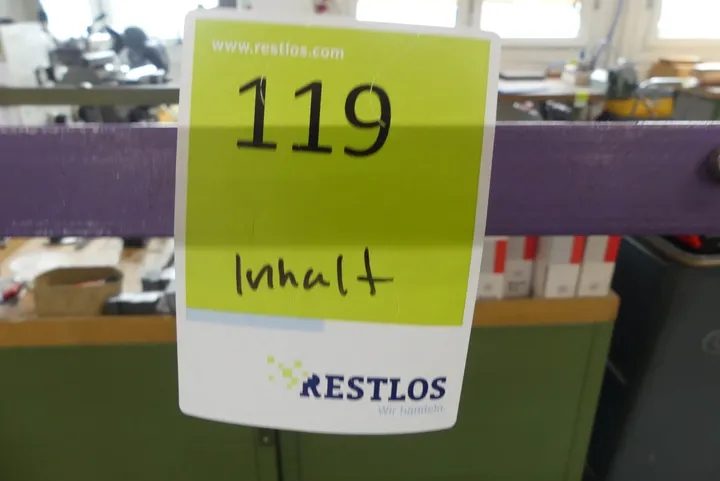 www.restlos.com
119
Inhalt
RESTLOS
Wir handeln.